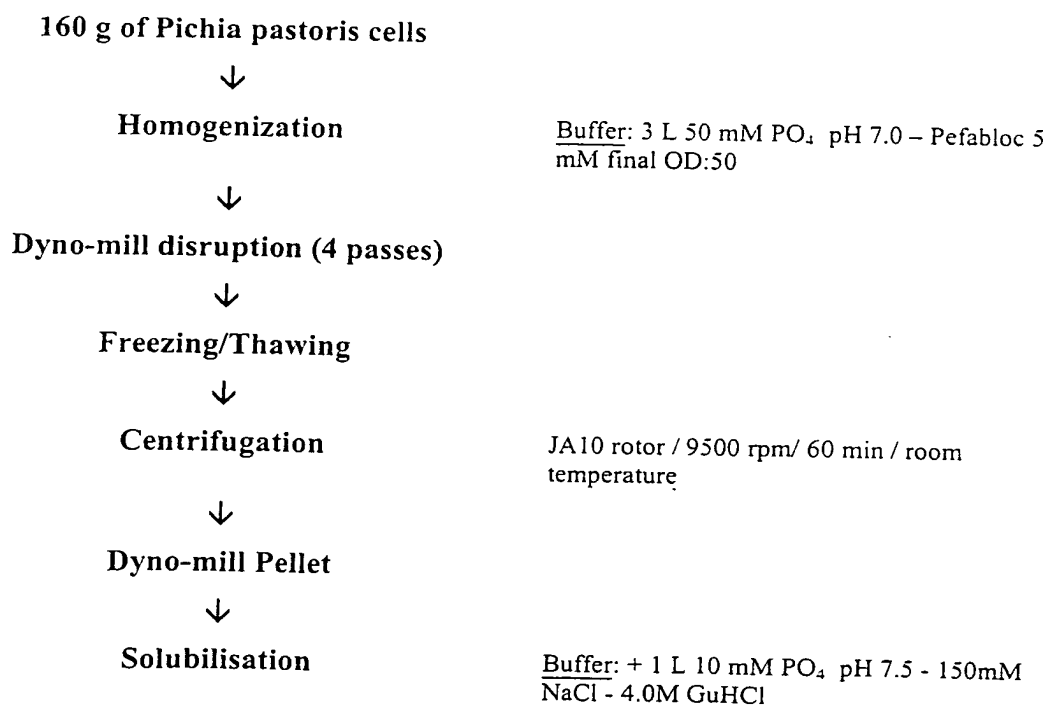 160 g of Pichia pastoris cells
↓
Homogenization
Buffer: 3 L 50 mM PO₄ pH 7.0 – Pefabloc 5
mM final OD:50
↓
Dyno-mill disruption (4 passes)
↓
Freezing/Thawing
↓
Centrifugation
JA10 rotor / 9500 rpm/ 60 min / room
temperature
↓
Dyno-mill Pellet
↓
Solubilisation
Buffer: + 1 L 10 mM PO₄ pH 7.5 - 150mM
NaCl - 4.0M GuHCl